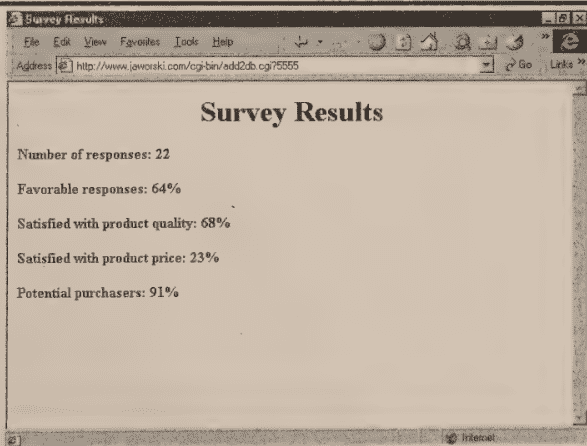 Survey Results
File Edit View Favorites Tools Help
Address http://www.jaworski.com/cgi-bin/add2db.cgi?5555 Go Links
Survey Results
Number of responses: 22
Favorable responses: 64%
Satisfied with product quality: 68%
Satisfied with product price: 23%
Potential purchasers: 91%
Internet